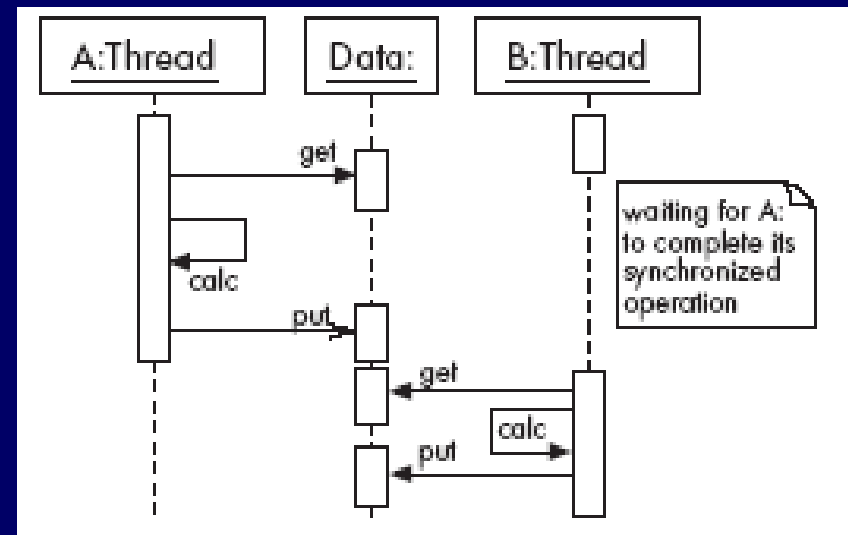 A:Thread
Data:
B:Thread
get
waiting for A:
to complete its
synchronized
operation
calc
put
get
calc
put